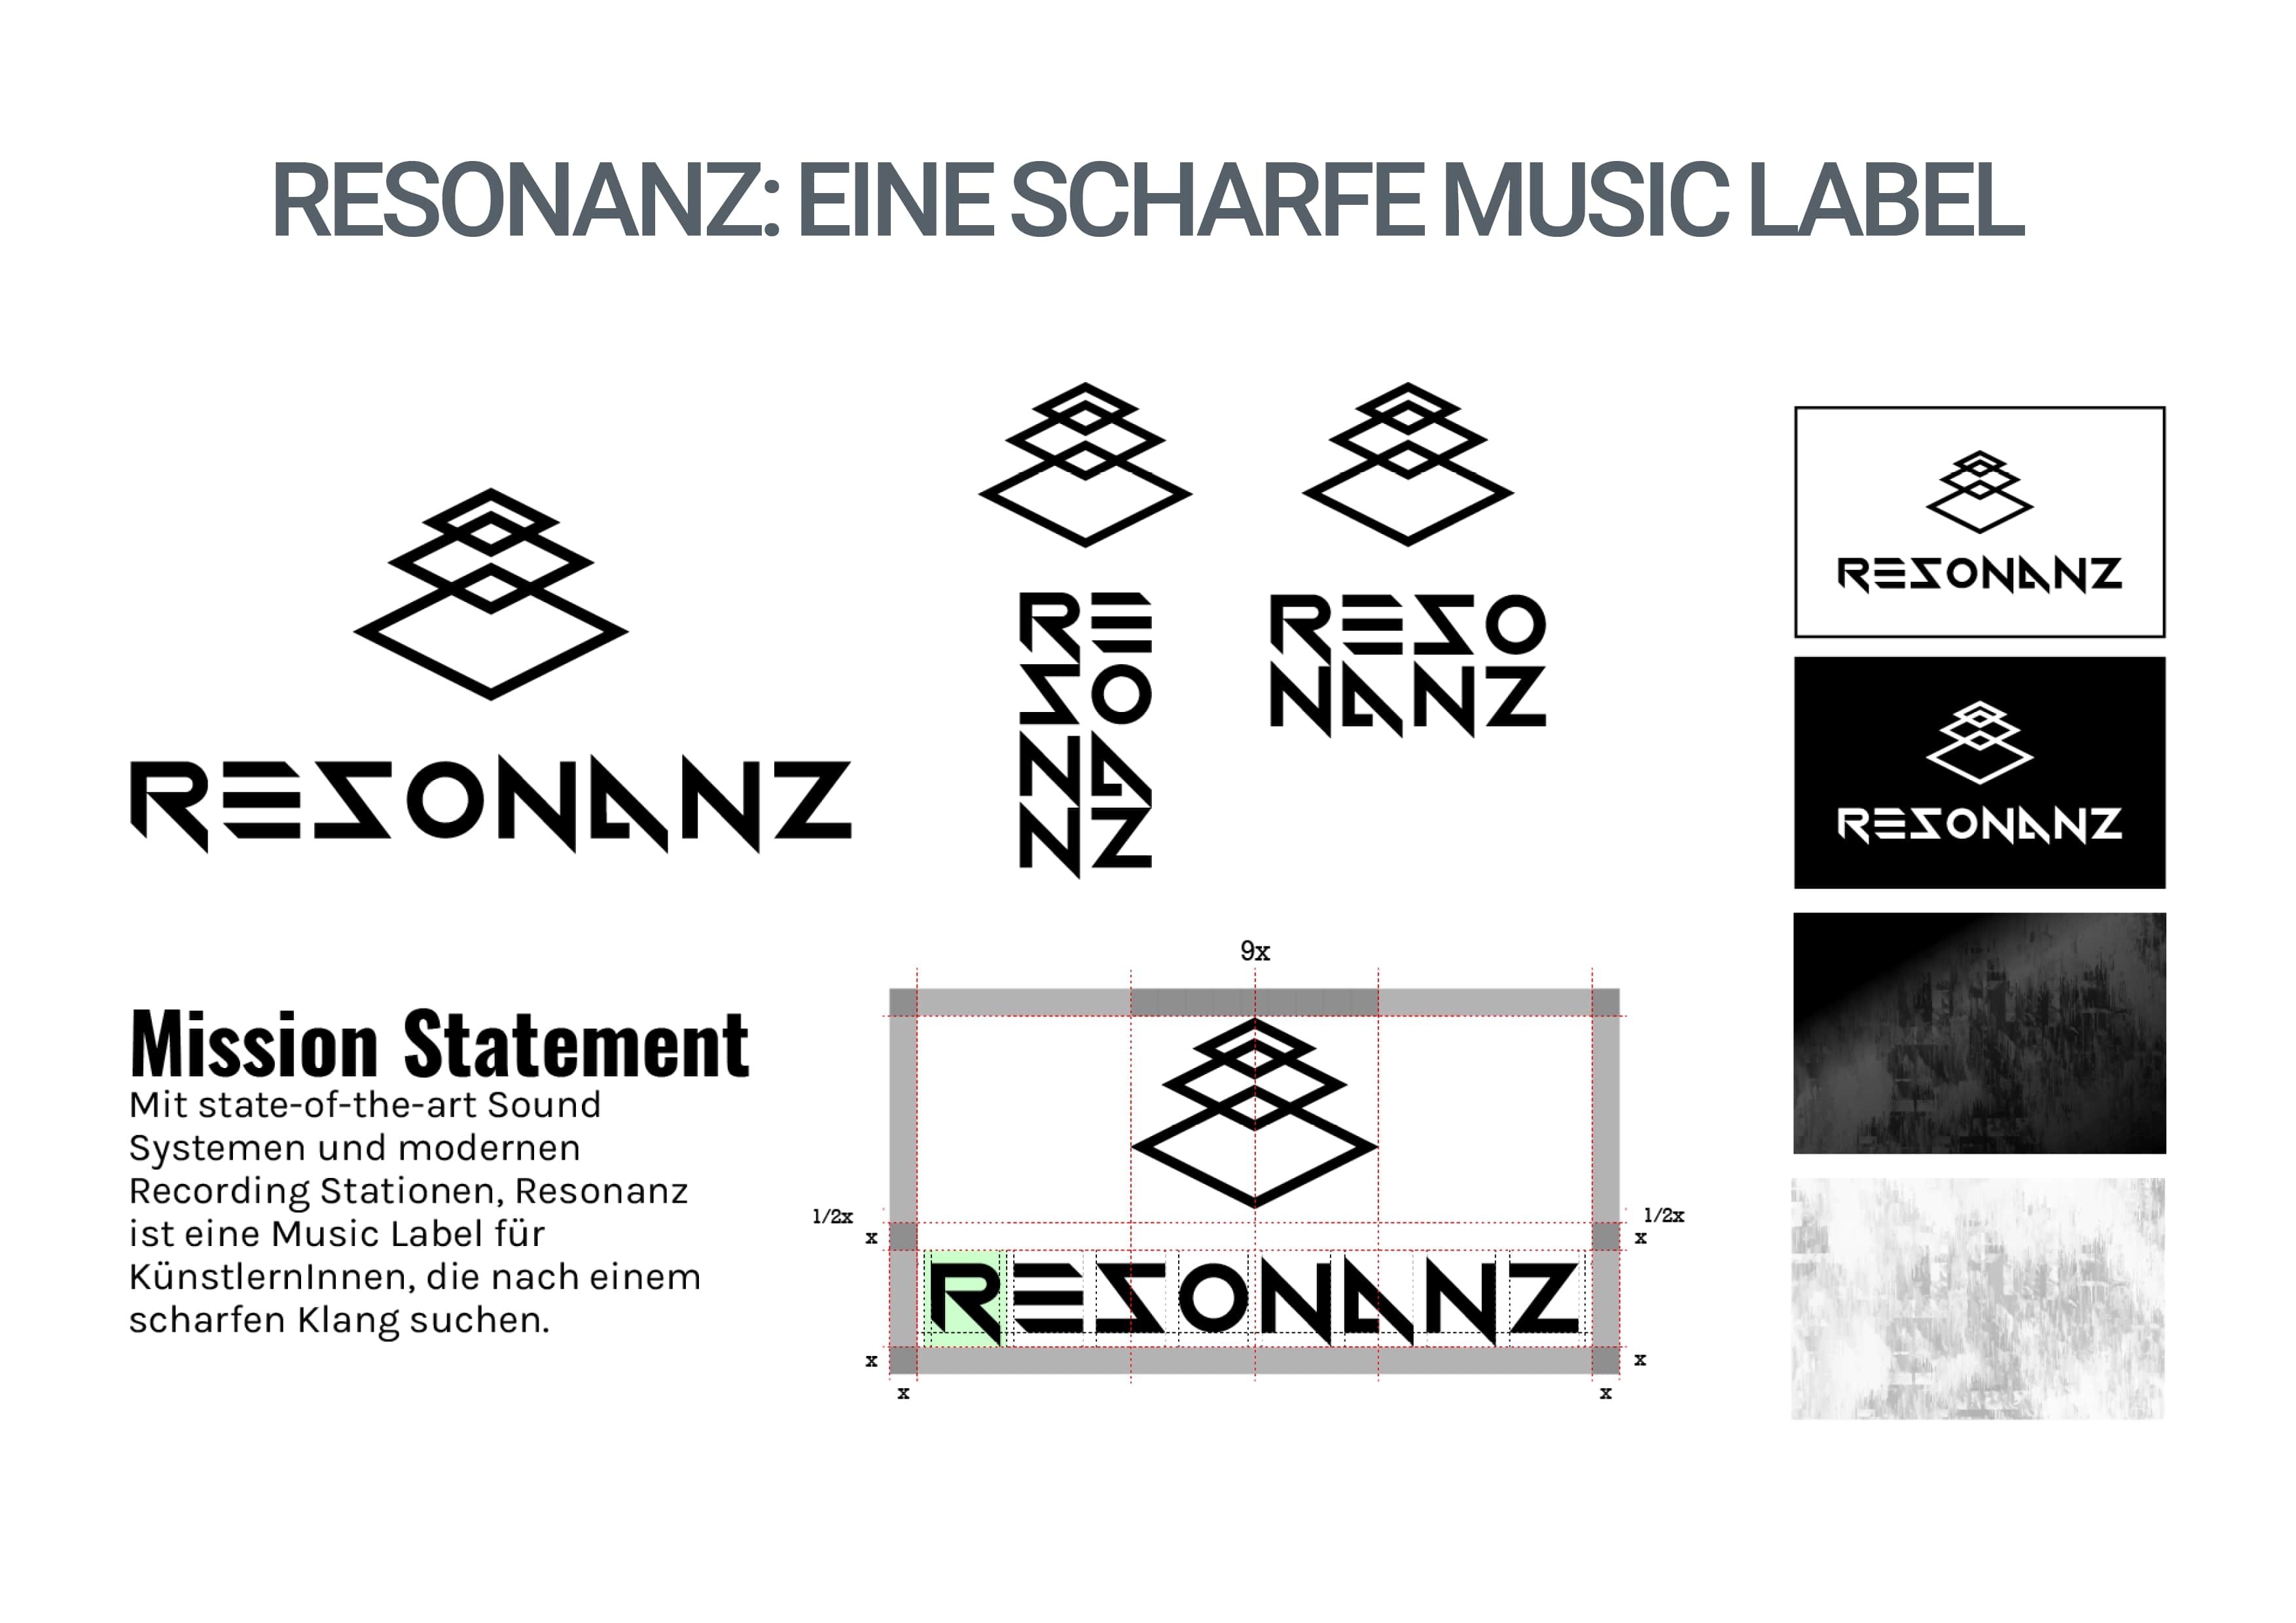 RESONANZ: EINE SCHARFE MUSIC LABEL
RESONANZ
RE
SO
NA
NZ
RESO
NANZ
RESONANZ
RESONANZ
Mission Statement
Mit state-of-the-art Sound
Systemen und modernen
Recording Stationen, Resonanz
ist eine Music Label für
KünstlernInnen, die nach einem
scharfen Klang suchen.
9x
1/2x
1/2x
x
x
RESONANZ
x
x
x
x